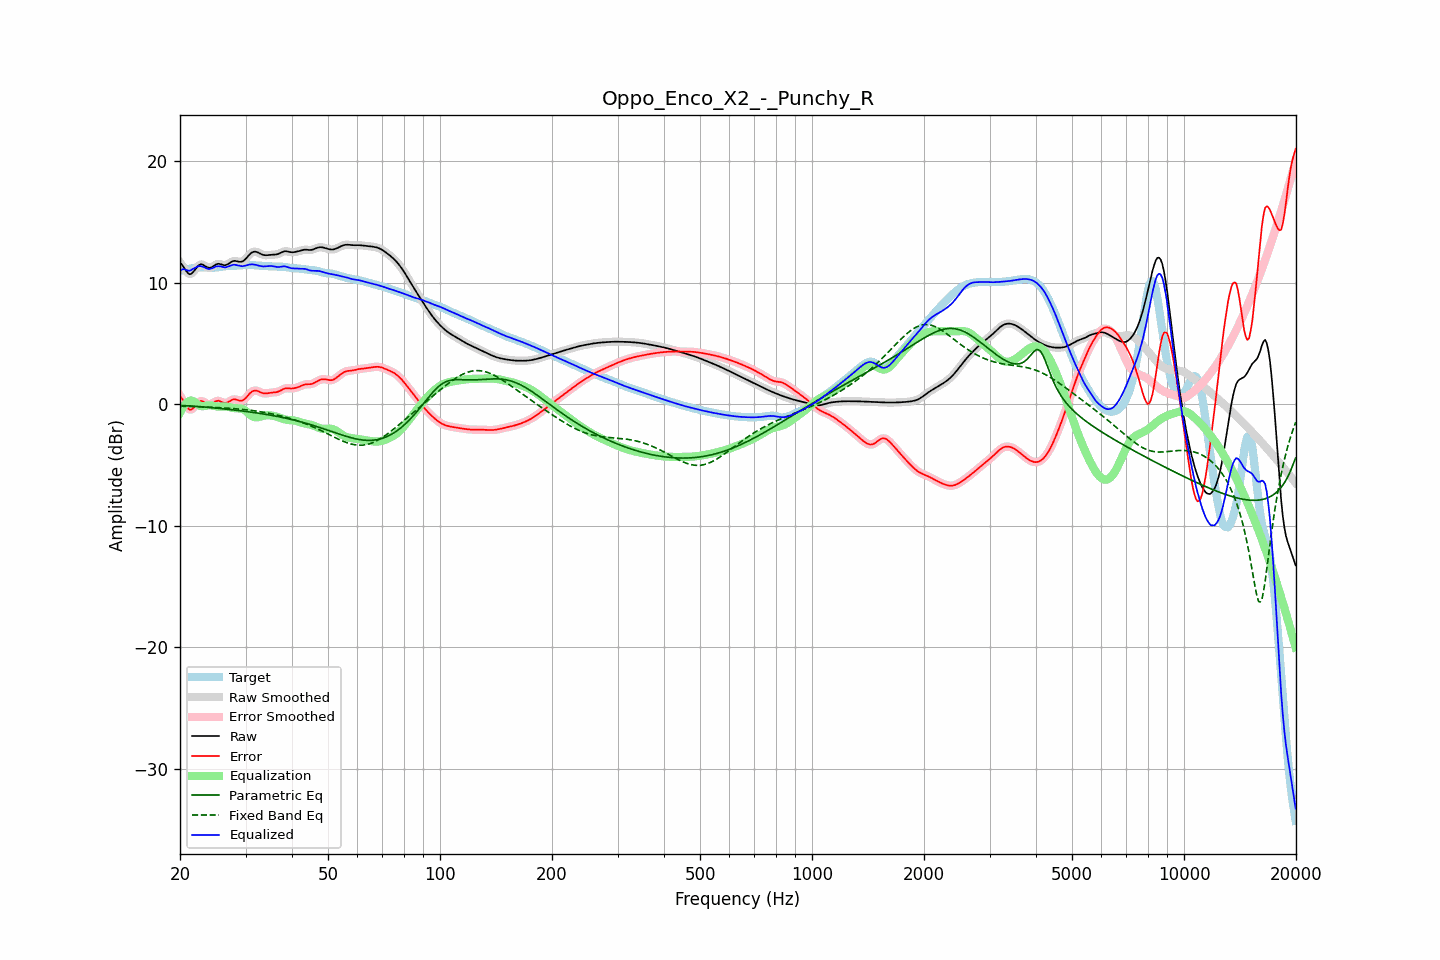 Oppo_Enco_X2_-_Punchy_R
Amplitude (dBr)
20
10
0
−10
−20
−30
Target
Raw Smoothed
Error Smoothed
Raw
Error
Equalization
Parametric Eq
Fixed Band Eq
Equalized
20 50 100 200 500 1000 2000 5000 10000 20000
Frequency (Hz)